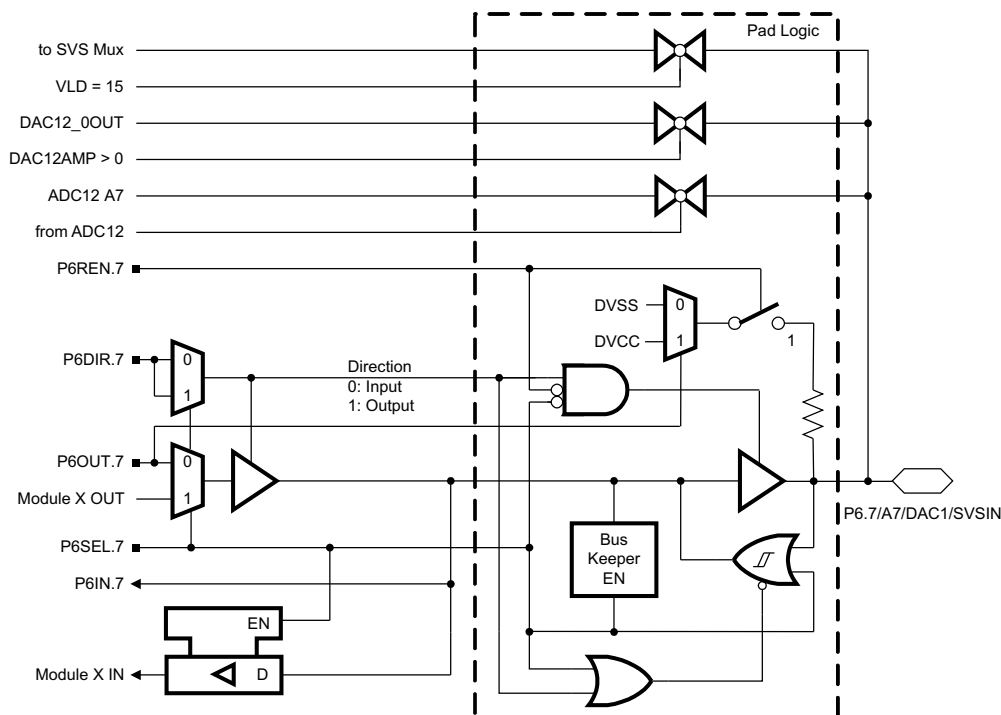 Pad Logic
to SVS Mux
VLD = 15
DAC12_0OUT
DAC12AMP > 0
ADC12 A7
from ADC12
P6REN.7
DVSS
0
DVCC
1
1
P6DIR.7
0
1
Direction
0: Input
1: Output
P6OUT.7
0
Module X OUT
1
P6.7/A7/DAC1/SVSIN
P6SEL.7
Bus
Keeper
EN
P6IN.7
EN
Module X IN
D